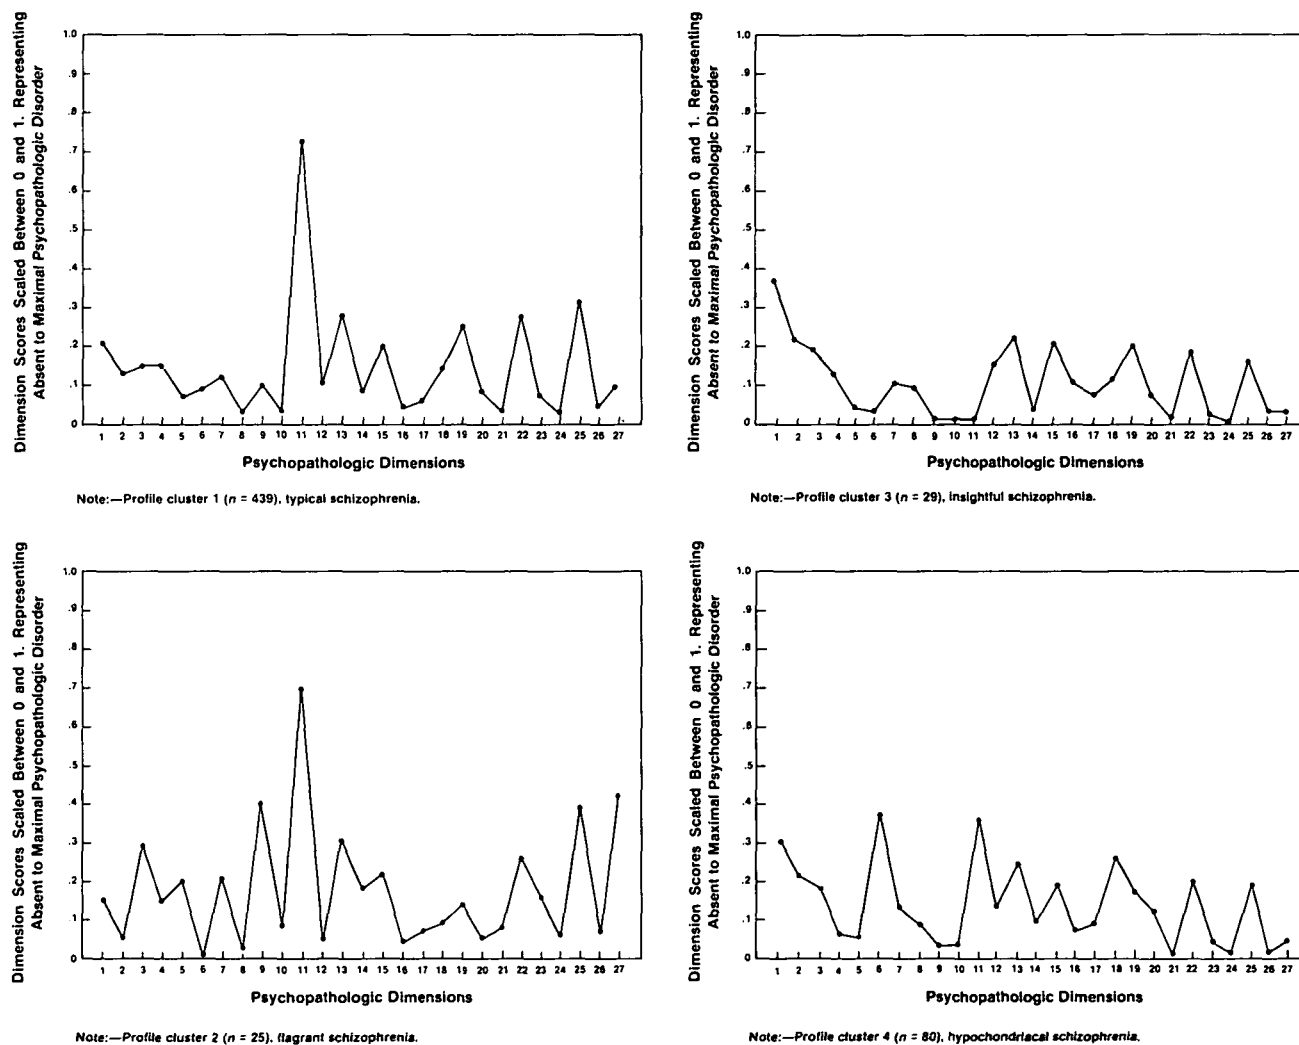 Dimension Scores Scaled Between 0 and 1. Representing
Absent to Maximal Psychopathologic Disorder
1.0
.9
.8
.7
.6
.5
.4
.3
.2
.1
0
1 2 3 4 5 6 7 8 9 10 11 12 13 14 15 16 17 18 19 20 21 22 23 24 25 26 27
Psychopathologic Dimensions
Note:—Profile cluster 1 (n = 439), typical schizophrenia.
Dimension Scores Scaled Between 0 and 1. Representing
Absent to Maximal Psychopathologic Disorder
1.0
.9
.8
.7
.6
.5
.4
.3
.2
.1
0
1 2 3 4 5 6 7 8 9 10 11 12 13 14 15 16 17 18 19 20 21 22 23 24 25 26 27
Psychopathologic Dimensions
Note:—Profile cluster 3 (n = 29), insightful schizophrenia.
Dimension Scores Scaled Between 0 and 1. Representing
Absent to Maximal Psychopathologic Disorder
1.0
.9
.8
.7
.6
.5
.4
.3
.2
.1
0
1 2 3 4 5 6 7 8 9 10 11 12 13 14 15 16 17 18 19 20 21 22 23 24 25 26 27
Psychopathologic Dimensions
Note:—Profile cluster 2 (n = 25), flagrant schizophrenia.
Dimension Scores Scaled Between 0 and 1. Representing
Absent to Maximal Psychopathologic Disorder
1.0
.9
.8
.7
.6
.5
.4
.3
.2
.1
0
1 2 3 4 5 6 7 8 9 10 11 12 13 14 15 16 17 18 19 20 21 22 23 24 25 26 27
Psychopathologic Dimensions
Note:—Profile cluster 4 (n = 80), hypochondriacal schizophrenia.